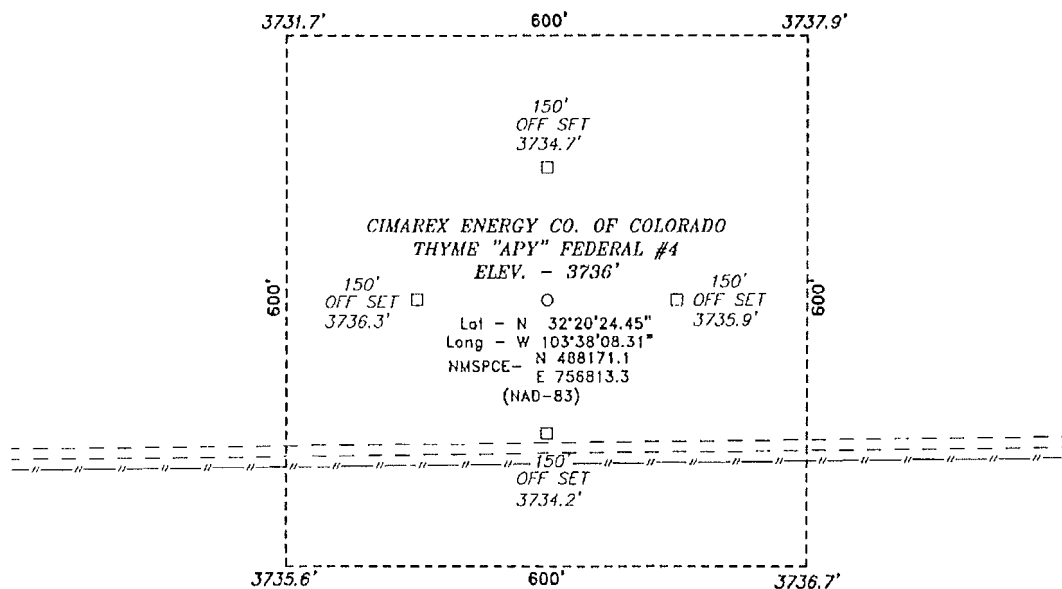 3731.7' 600' 3737.9'
150'
OFF SET
3734.7'
CIMAREX ENERGY CO. OF COLORADO
THYME "APY" FEDERAL #4
ELEV. - 3736'
600'
150'
OFF SET
3736.3'
150'
OFF SET
3735.9'
600'
Lat - N 32°20'24.45"
Long - W 103°38'08.31"
NMSPCE- N 488171.1
E 756813.3
(NAD-83)
150'
OFF SET
3734.2'
3735.6' 600' 3736.7'